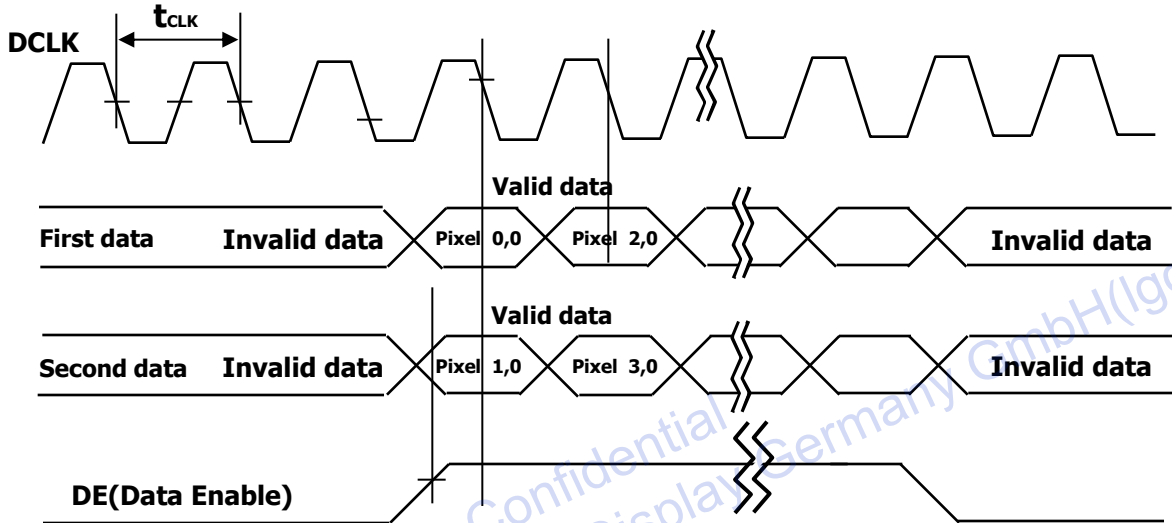 tCLK
DCLK
Valid data
First data Invalid data Pixel 0,0 Pixel 2,0 Invalid data
Valid data
Second data Invalid data Pixel 1,0 Pixel 3,0 Invalid data
DE(Data Enable)
Confidential
Display Germany GmbH(